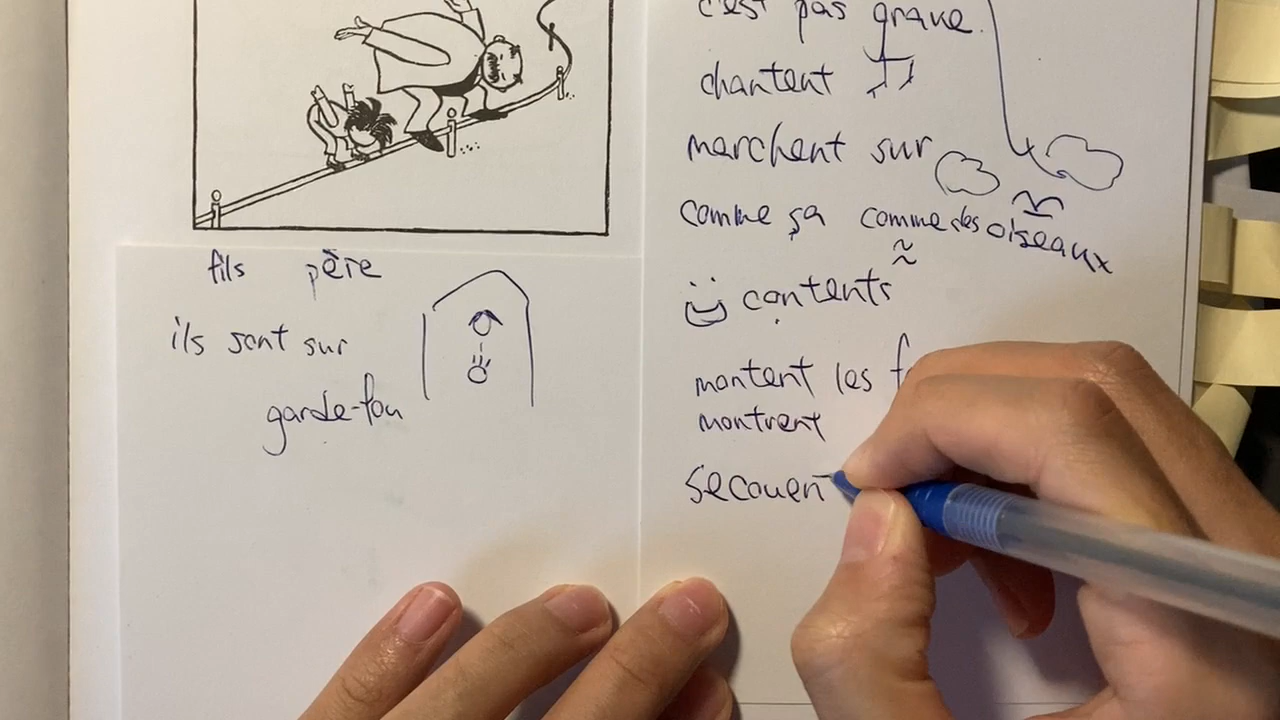 fils père
ils sont sur
garde-fou
c'est pas grave.
chantent
marchent sur
comme ça comme des oiseaux
contents
montent les f
montrent
secouent